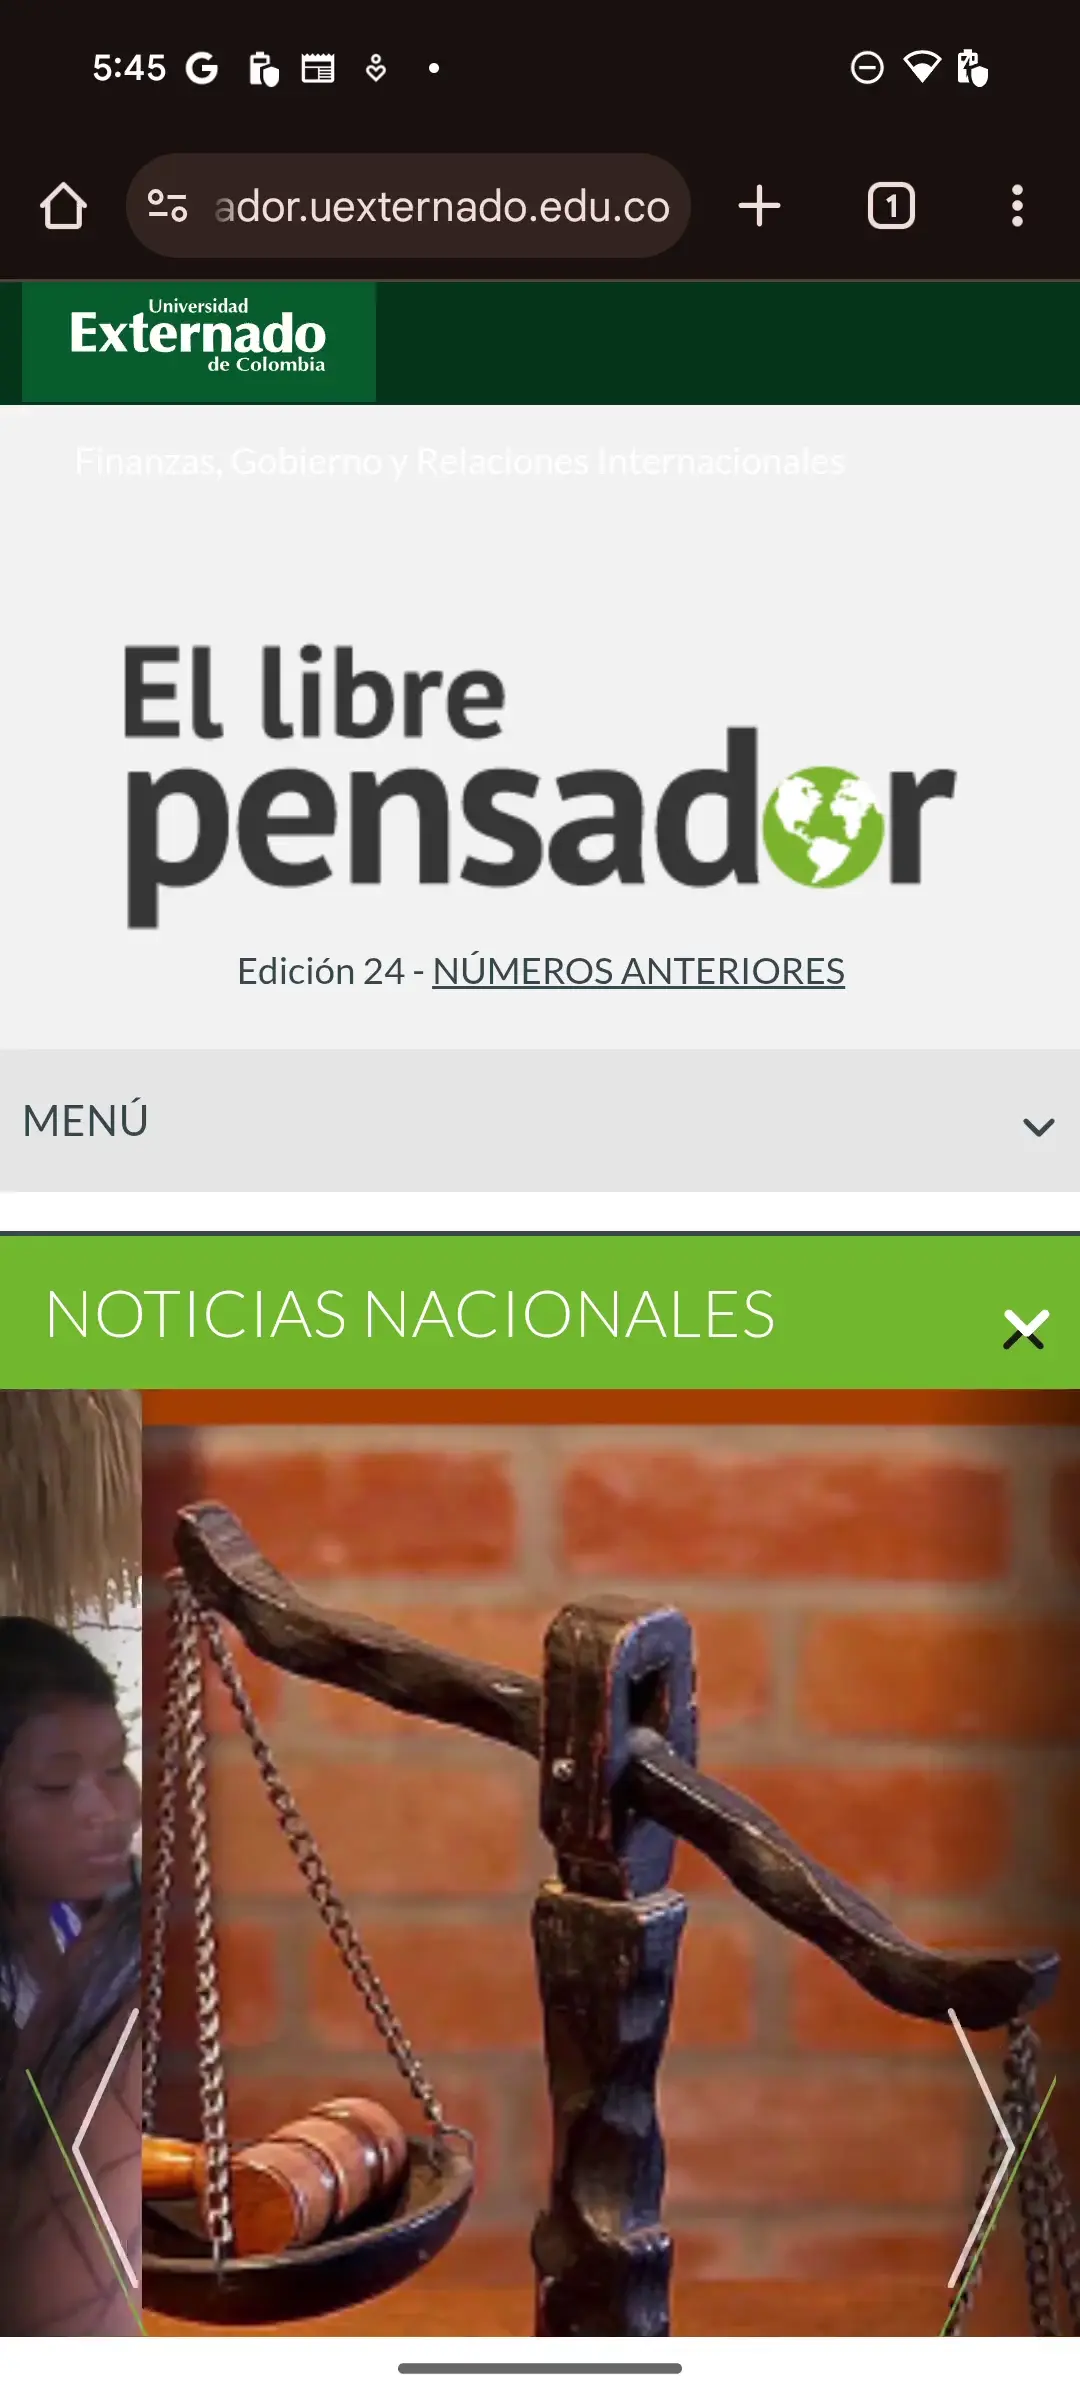 5:45
ador.uexternado.edu.co
1
Universidad
Externado
de Colombia
Finanzas, Gobierno y Relaciones Internacionales
El libre
pensador
Edición 24 - NÚMEROS ANTERIORES
MENÚ
NOTICIAS NACIONALES